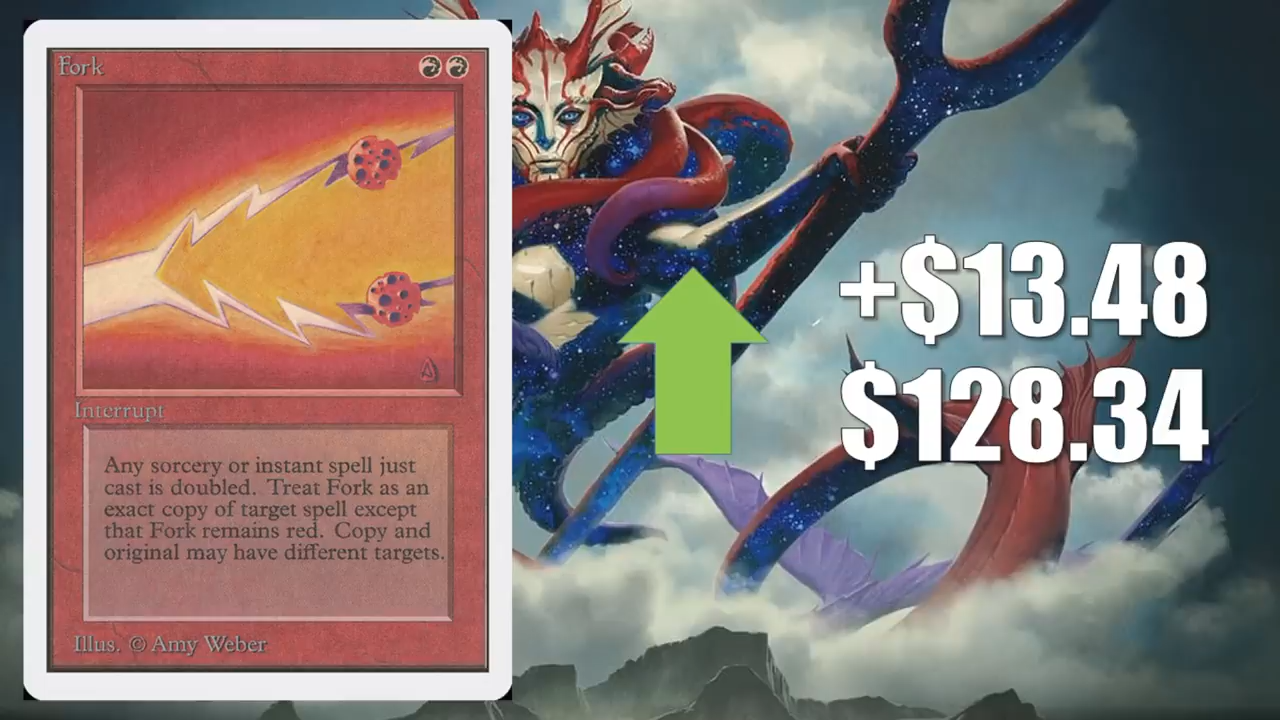 Fork
Interrupt
Any sorcery or instant spell just
cast is doubled. Treat Fork as an
exact copy of target spell except
that Fork remains red. Copy and
original may have different targets.
Illus. © Amy Weber
+$13.48
$128.34